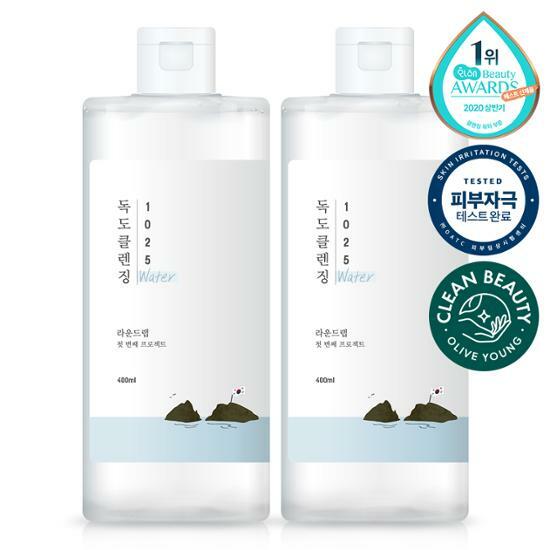 독도클렌징
1025
Water
라운드랩
첫 번째 프로젝트
400ml
독도클렌징
1025
Water
라운드랩
첫 번째 프로젝트
400ml
1위
Beauty
AWARDS
2020 상반기
SKIN IRRITATION TESTS
TESTED
피부자극
테스트 완료
CLEAN BEAUTY
OLIVE YOUNG